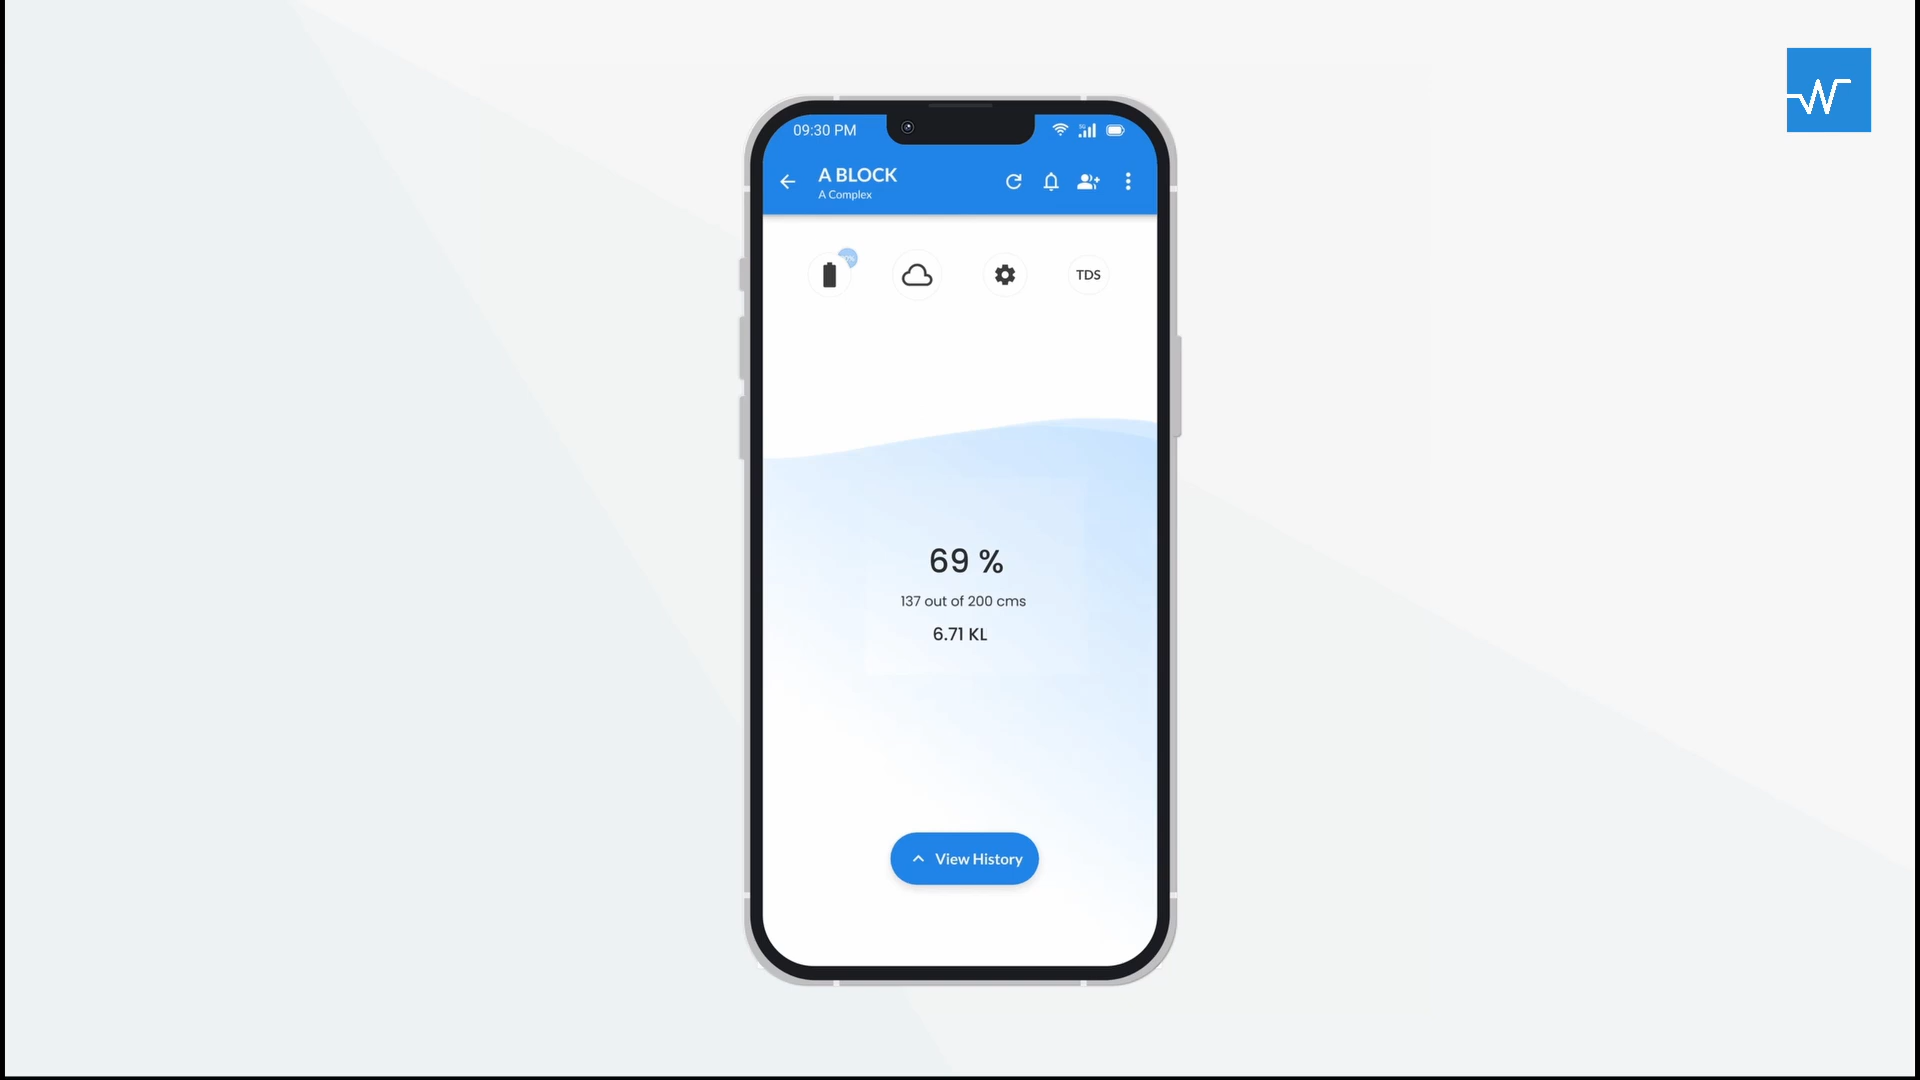 09:30 PM
A BLOCK
A Complex
TDS
69 %
137 out of 200 cms
6.71 KL
View History